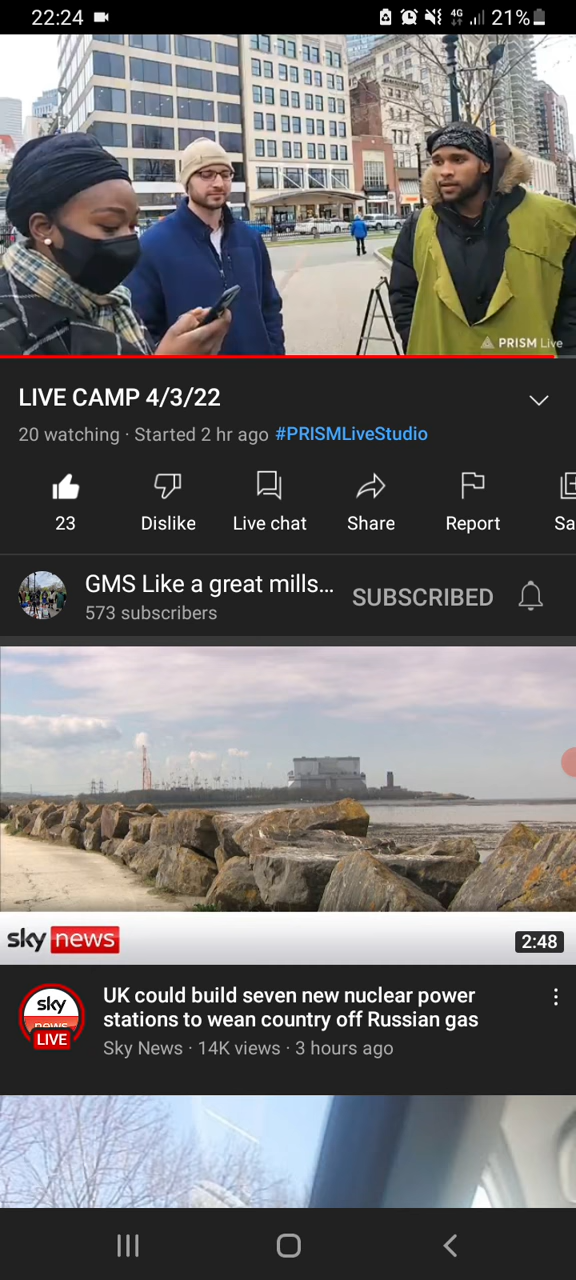 22:24
4G
21%
PRISM Live
LIVE CAMP 4/3/22
20 watching · Started 2 hr ago #PRISMLiveStudio
23 Dislike Live chat Share Report Sa
GMS Like a great mills...
573 subscribers
SUBSCRIBED
sky news
2:48
sky
news
LIVE
UK could build seven new nuclear power
stations to wean country off Russian gas
Sky News · 14K views · 3 hours ago